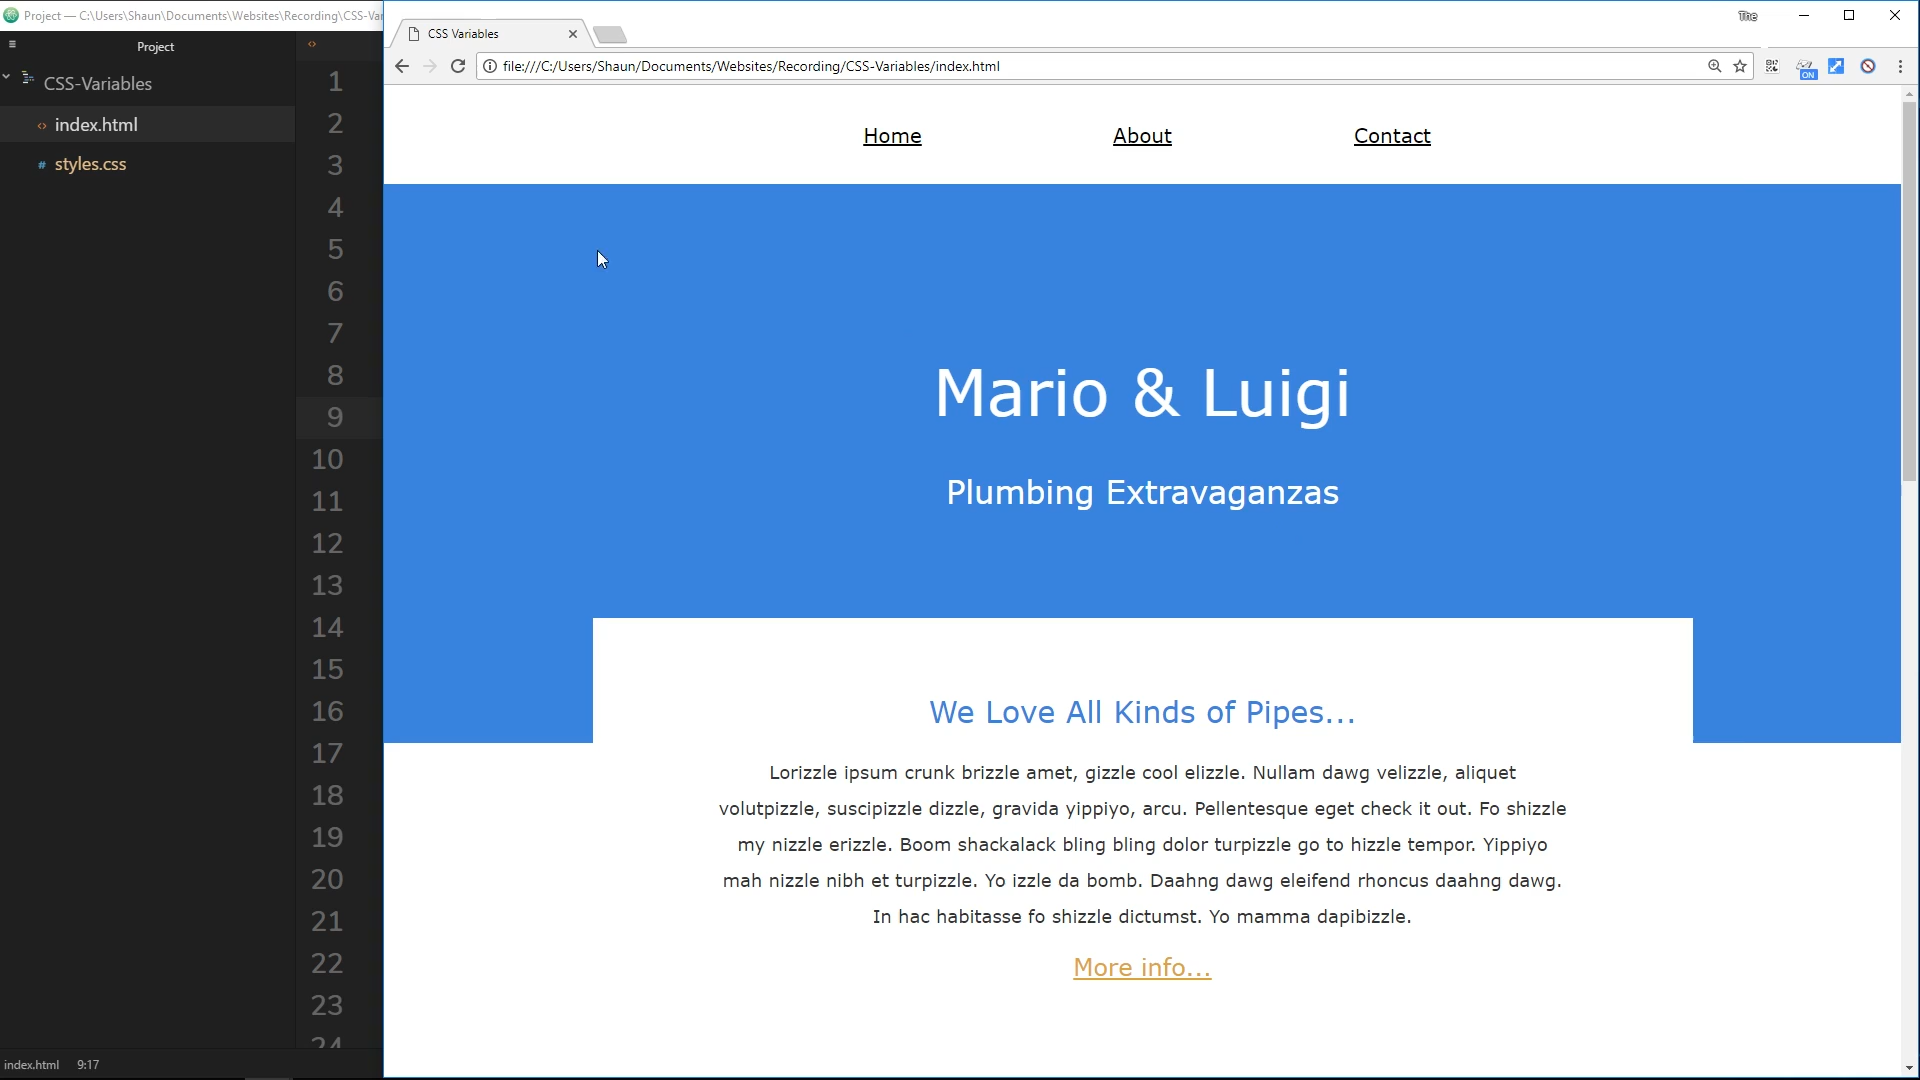 Project — C:\Users\Shaun\Documents\Websites\Recording\CSS-Var
Project
CSS-Variables
index.html
# styles.css
1
2
3
4
5
6
7
8
9
10
11
12
13
14
15
16
17
18
19
20
21
22
23
24
index.html 9:17
CSS Variables
The
file:///C:/Users/Shaun/Documents/Websites/Recording/CSS-Variables/index.html
ON
Home About Contact
Mario & Luigi
Plumbing Extravaganzas
We Love All Kinds of Pipes...
Lorizzle ipsum crunk brizzle amet, gizzle cool elizzle. Nullam dawg velizzle, aliquet
volutpizzle, suscipizzle dizzle, gravida yippiyo, arcu. Pellentesque eget check it out. Fo shizzle
my nizzle erizzle. Boom shackalack bling bling dolor turpizzle go to hizzle tempor. Yippiyo
mah nizzle nibh et turpizzle. Yo izzle da bomb. Daahng dawg eleifend rhoncus daahng dawg.
In hac habitasse fo shizzle dictumst. Yo mamma dapibizzle.
More info...